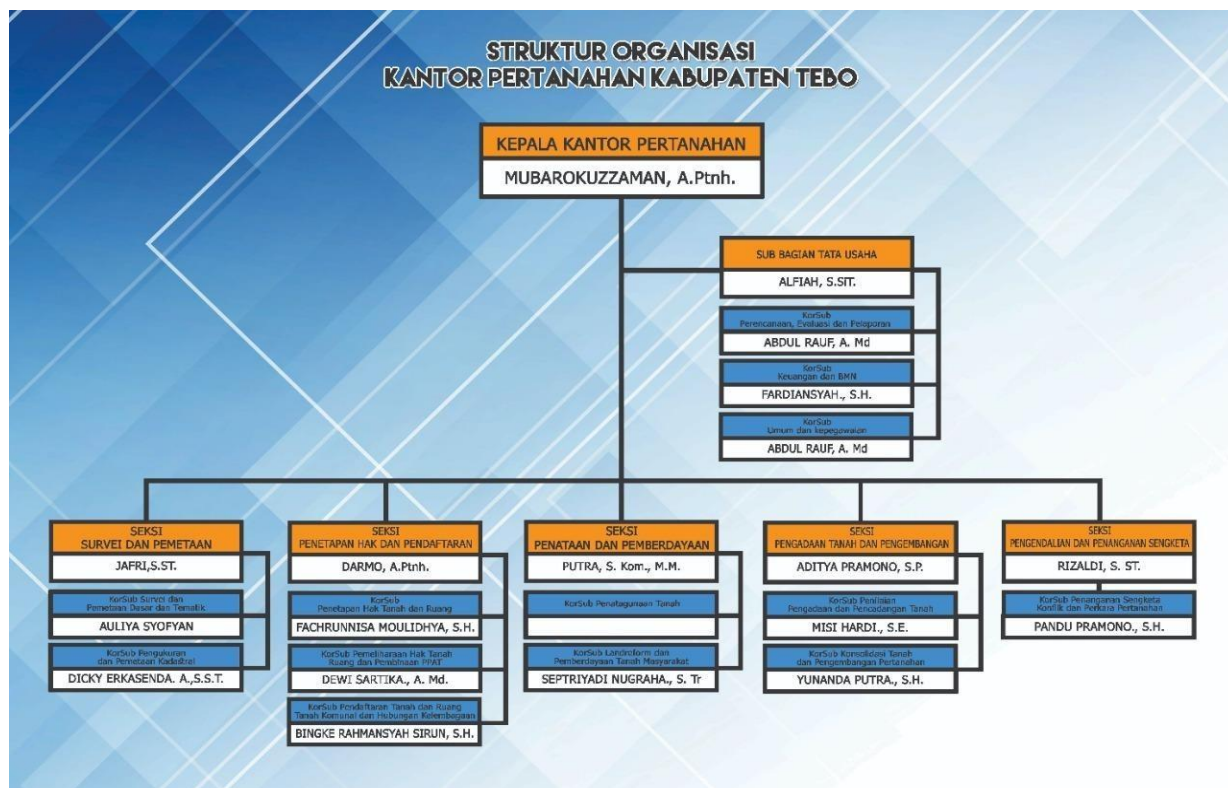 STRUKTUR ORGANISASI
KANTOR PERTANAHAN KABUPATEN TEBO
KEPALA KANTOR PERTANAHAN
MUBAROKUZZAMAN, A.Ptnh.
SUB BAGIAN TATA USAHA
ALFIAH, S.SIT.
KorSub
Perencanaan, Evaluasi dan Pelaporan
ABDUL RAUF, A. Md
KorSub
Keuangan dan BMN
FARDIANSYAH., S.H.
KorSub
Umum dan kepegawaian
ABDUL RAUF, A. Md
SEKSI
SURVEI DAN PEMETAAN
JAFRI,S.ST.
KorSub Survei dan
Pemetaan Dasar dan Tematik
AULIYA SYOFYAN
KorSub Pengukuran
dan Pemetaan Kadastral
DICKY ERKASENDA. A.,S.S.T.
SEKSI
PENETAPAN HAK DAN PENDAFTARAN
DARMO, A.Ptnh.
KorSub
Penetapan Hak Tanah dan Ruang
FACHRUNNISA MOULIDHYA, S.H.
KorSub Pemeliharaan Hak Tanah
Ruang dan Pembinaan PPAT
DEWI SARTIKA., A. Md.
KorSub Pendaftaran Tanah dan Ruang
Tanah Komunal dan Hubungan Kelembagaan
BINGKE RAHMANSYAH SIRUN, S.H.
SEKSI
PENATAAN DAN PEMBERDAYAAN
PUTRA, S. Kom., M.M.
KorSub Penatagunaan Tanah
KorSub Landreform dan
Pemberdayaan Tanah Masyarakat
SEPTRIYADI NUGRAHA., S. Tr
SEKSI
PENGADAAN TANAH DAN PENGEMBANGAN
ADITYA PRAMONO, S.P.
KorSub Penilaian
Pengadaan dan Pencadangan Tanah
MISI HARDI., S.E.
KorSub Konsolidasi Tanah
dan Pengembangan Pertanahan
YUNANDA PUTRA., S.H.
SEKSI
PENGENDALIAN DAN PENANGANAN SENGKETA
RIZALDI, S. ST.
KorSub Penanganan Sengketa
Konflik dan Perkara Pertanahan
PANDU PRAMONO., S.H.